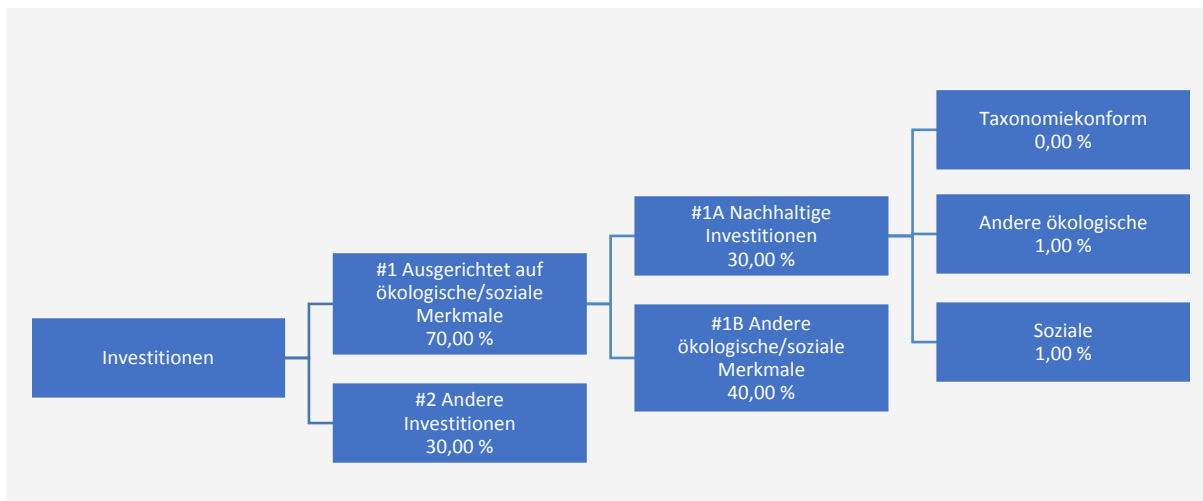 Investitionen
#1 Ausgerichtet auf
ökologische/soziale
Merkmale
70,00 %
#2 Andere
Investitionen
30,00 %
#1A Nachhaltige
Investitionen
30,00 %
#1B Andere
ökologische/soziale
Merkmale
40,00 %
Taxonomiekonform
0,00 %
Andere ökologische
1,00 %
Soziale
1,00 %